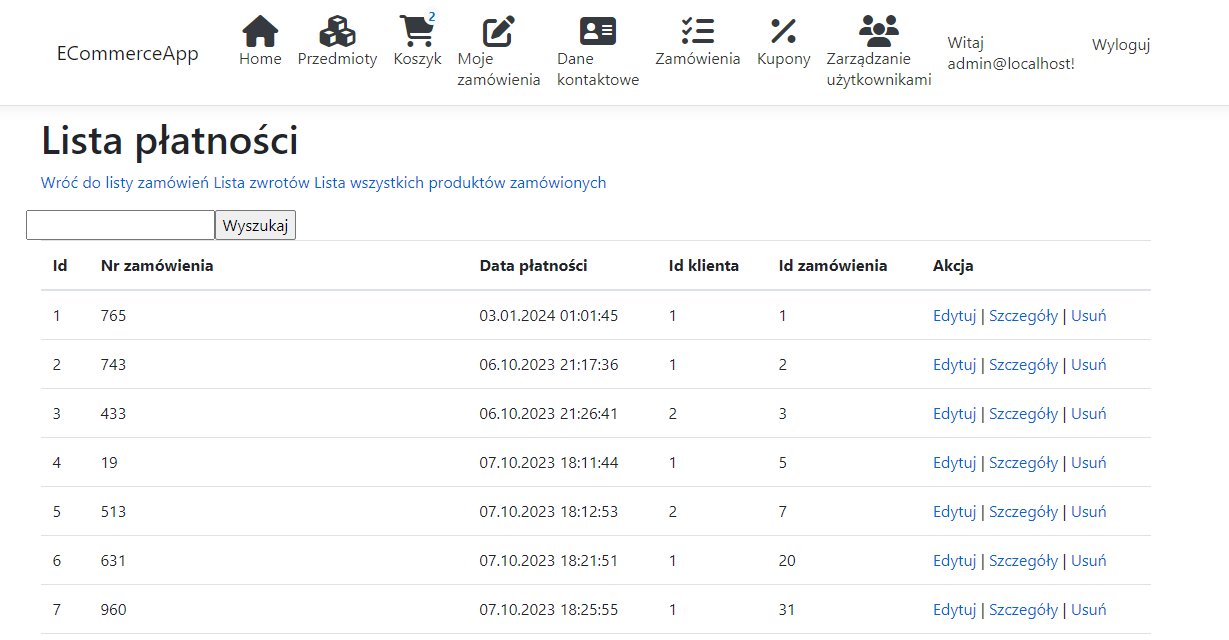 ECommerceApp
Home
Przedmioty
2
Koszyk
Moje
zamówienia
Dane
kontaktowe
Zamówienia
Kupony
Zarządzanie
użytkownikami
Witaj
admin@localhost!
Wyloguj
Lista płatności
Wróć do listy zamówień Lista zwrotów Lista wszystkich produktów zamówionych
Wyszukaj
Id Nr zamówienia Data płatności Id klienta Id zamówienia Akcja
1 765 03.01.2024 01:01:45 1 1 Edytuj | Szczegóły | Usuń
2 743 06.10.2023 21:17:36 1 2 Edytuj | Szczegóły | Usuń
3 433 06.10.2023 21:26:41 2 3 Edytuj | Szczegóły | Usuń
4 19 07.10.2023 18:11:44 1 5 Edytuj | Szczegóły | Usuń
5 513 07.10.2023 18:12:53 2 7 Edytuj | Szczegóły | Usuń
6 631 07.10.2023 18:21:51 1 20 Edytuj | Szczegóły | Usuń
7 960 07.10.2023 18:25:55 1 31 Edytuj | Szczegóły | Usuń